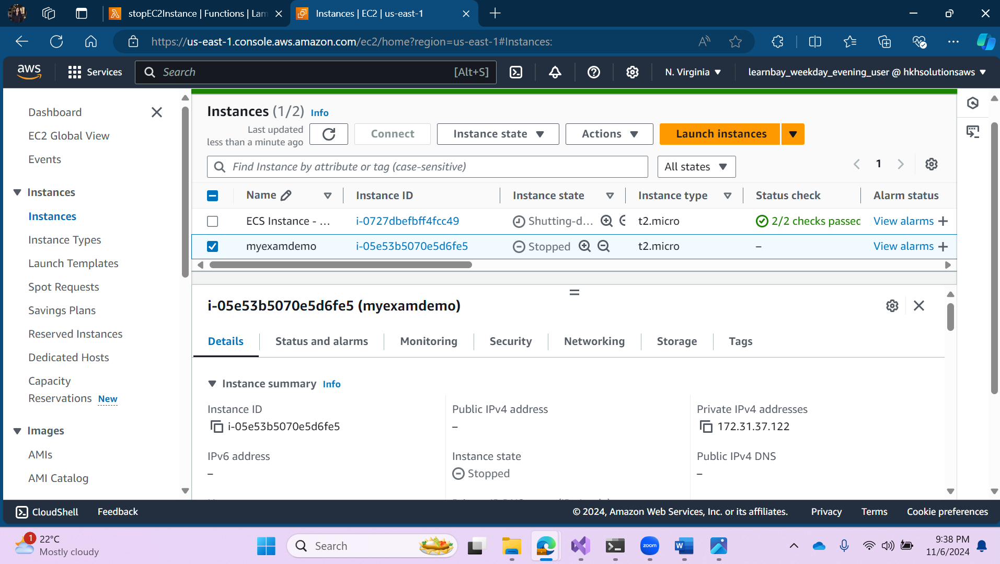 stopEC2Instance | Functions | Lam
Instances | EC2 | us-east-1
https://us-east-1.console.aws.amazon.com/ec2/home?region=us-east-1#Instances:
aws
Services
Search
[Alt+S]
N. Virginia
learnbay_weekday_evening_user @ hkhsolutionsaws
Dashboard
EC2 Global View
Events
Instances
Instances
Instance Types
Launch Templates
Spot Requests
Savings Plans
Reserved Instances
Dedicated Hosts
Capacity
Reservations New
Images
AMIs
AMI Catalog
Instances (1/2) Info
Last updated
less than a minute ago
Connect
Instance state
Actions
Launch instances
Find Instance by attribute or tag (case-sensitive)
All states
1
Name Instance ID Instance state Instance type Status check Alarm status
ECS Instance - ... i-0727dbefbff4fcc49 Shutting-d... t2.micro 2/2 checks passed View alarms
myexamdemo i-05e53b5070e5d6fe5 Stopped t2.micro – View alarms
i-05e53b5070e5d6fe5 (myexamdemo)
Details Status and alarms Monitoring Security Networking Storage Tags
Instance summary Info
Instance ID
i-05e53b5070e5d6fe5
Public IPv4 address
–
Private IPv4 addresses
172.31.37.122
IPv6 address
–
Instance state
Stopped
Public IPv4 DNS
–
CloudShell
Feedback
© 2024, Amazon Web Services, Inc. or its affiliates.
Privacy
Terms
Cookie preferences
1
22°C
Mostly cloudy
Search
zoom
W
9:38 PM
11/6/2024